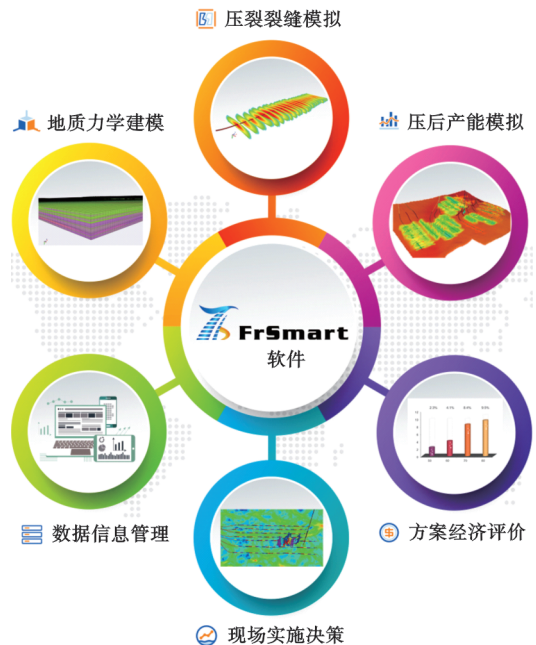 压裂裂缝模拟
地质力学建模
压后产能模拟
FrSmart
软件
数据信息管理
方案经济评价
现场实施决策